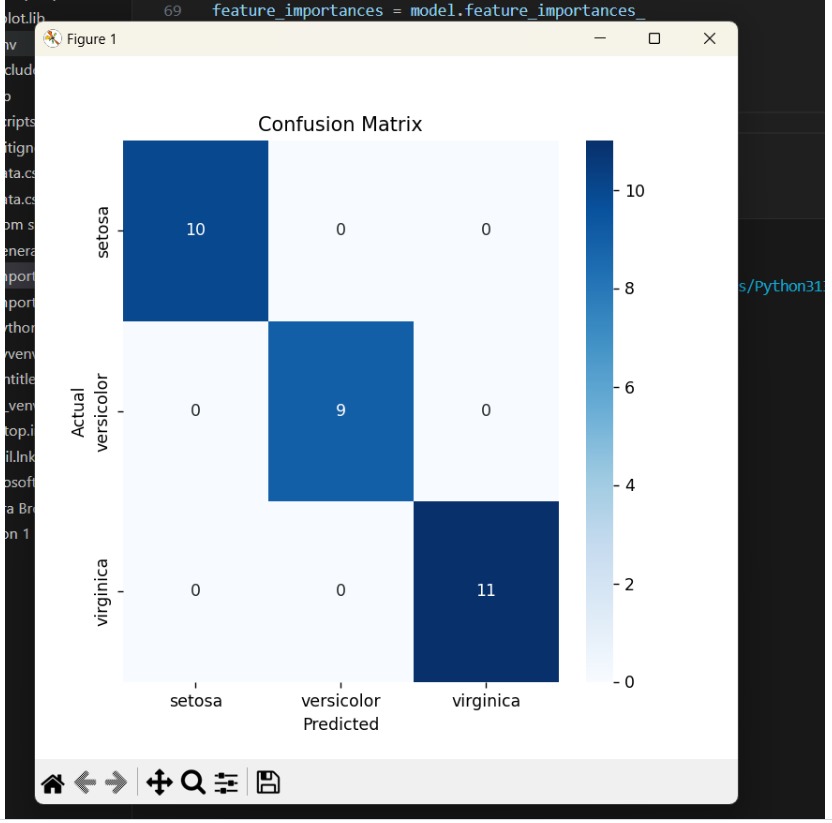 69 feature_importances = model.feature_importances_
Figure 1
Confusion Matrix
setosa
10 0 0
versicolor
0 9 0
virginica
0 0 11
Actual
setosa versicolor virginica
Predicted
10
8
6
4
2
0
s/Python313